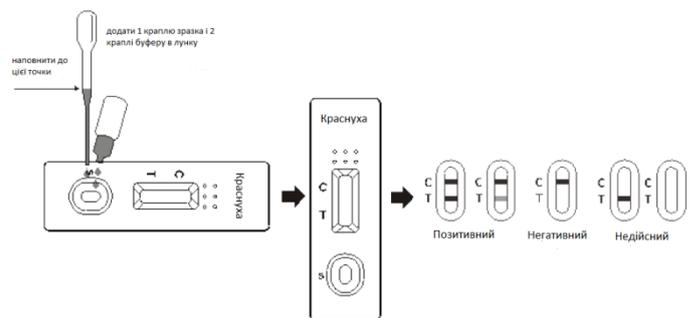 додати 1 краплю зразка і 2
краплі буферу в лунку
наповнити до
цієї точки
S
T
C
Краснуха
Краснуха
C
T
S
C
T
C
T
C
T
C
T
C
T
Позитивний
Негативний
Недійсний